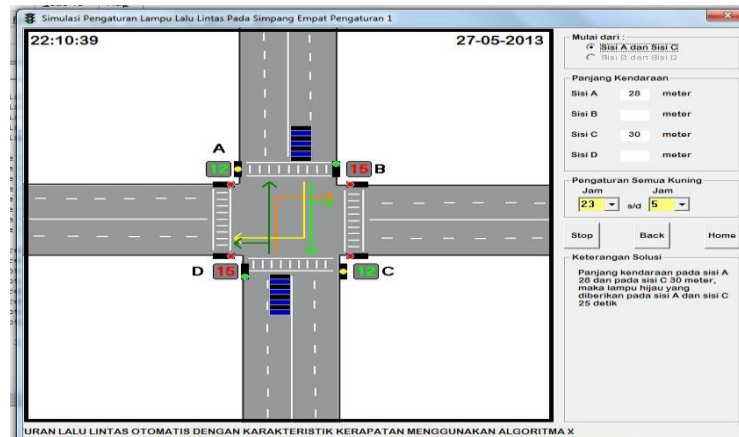 Simulasi Pengaturan Lampu Lalu Lintas Pada Simpang Empat Pengaturan 1
22:10:39
27-05-2013
A
12
15
B
D
15
12
C
Mulai dari :
Sisi A dan Sisi C
Sisi B dan Sisi D
Panjang Kendaraan
Sisi A 28 meter
Sisi B meter
Sisi C 30 meter
Sisi D meter
Pengaturan Semua Kuning
Jam Jam
23 s/d 5
Stop Back Home
Keterangan Solusi
Panjang kendaraan pada sisi A
28 dan pada sisi C 30 meter,
maka lampu hijau yang
diberikan pada sisi A dan sisi C
25 detik
URAN LALU LINTAS OTOMATIS DENGAN KARAKTERISTIK KERAPATAN MENGGUNAKAN ALGORITMA X